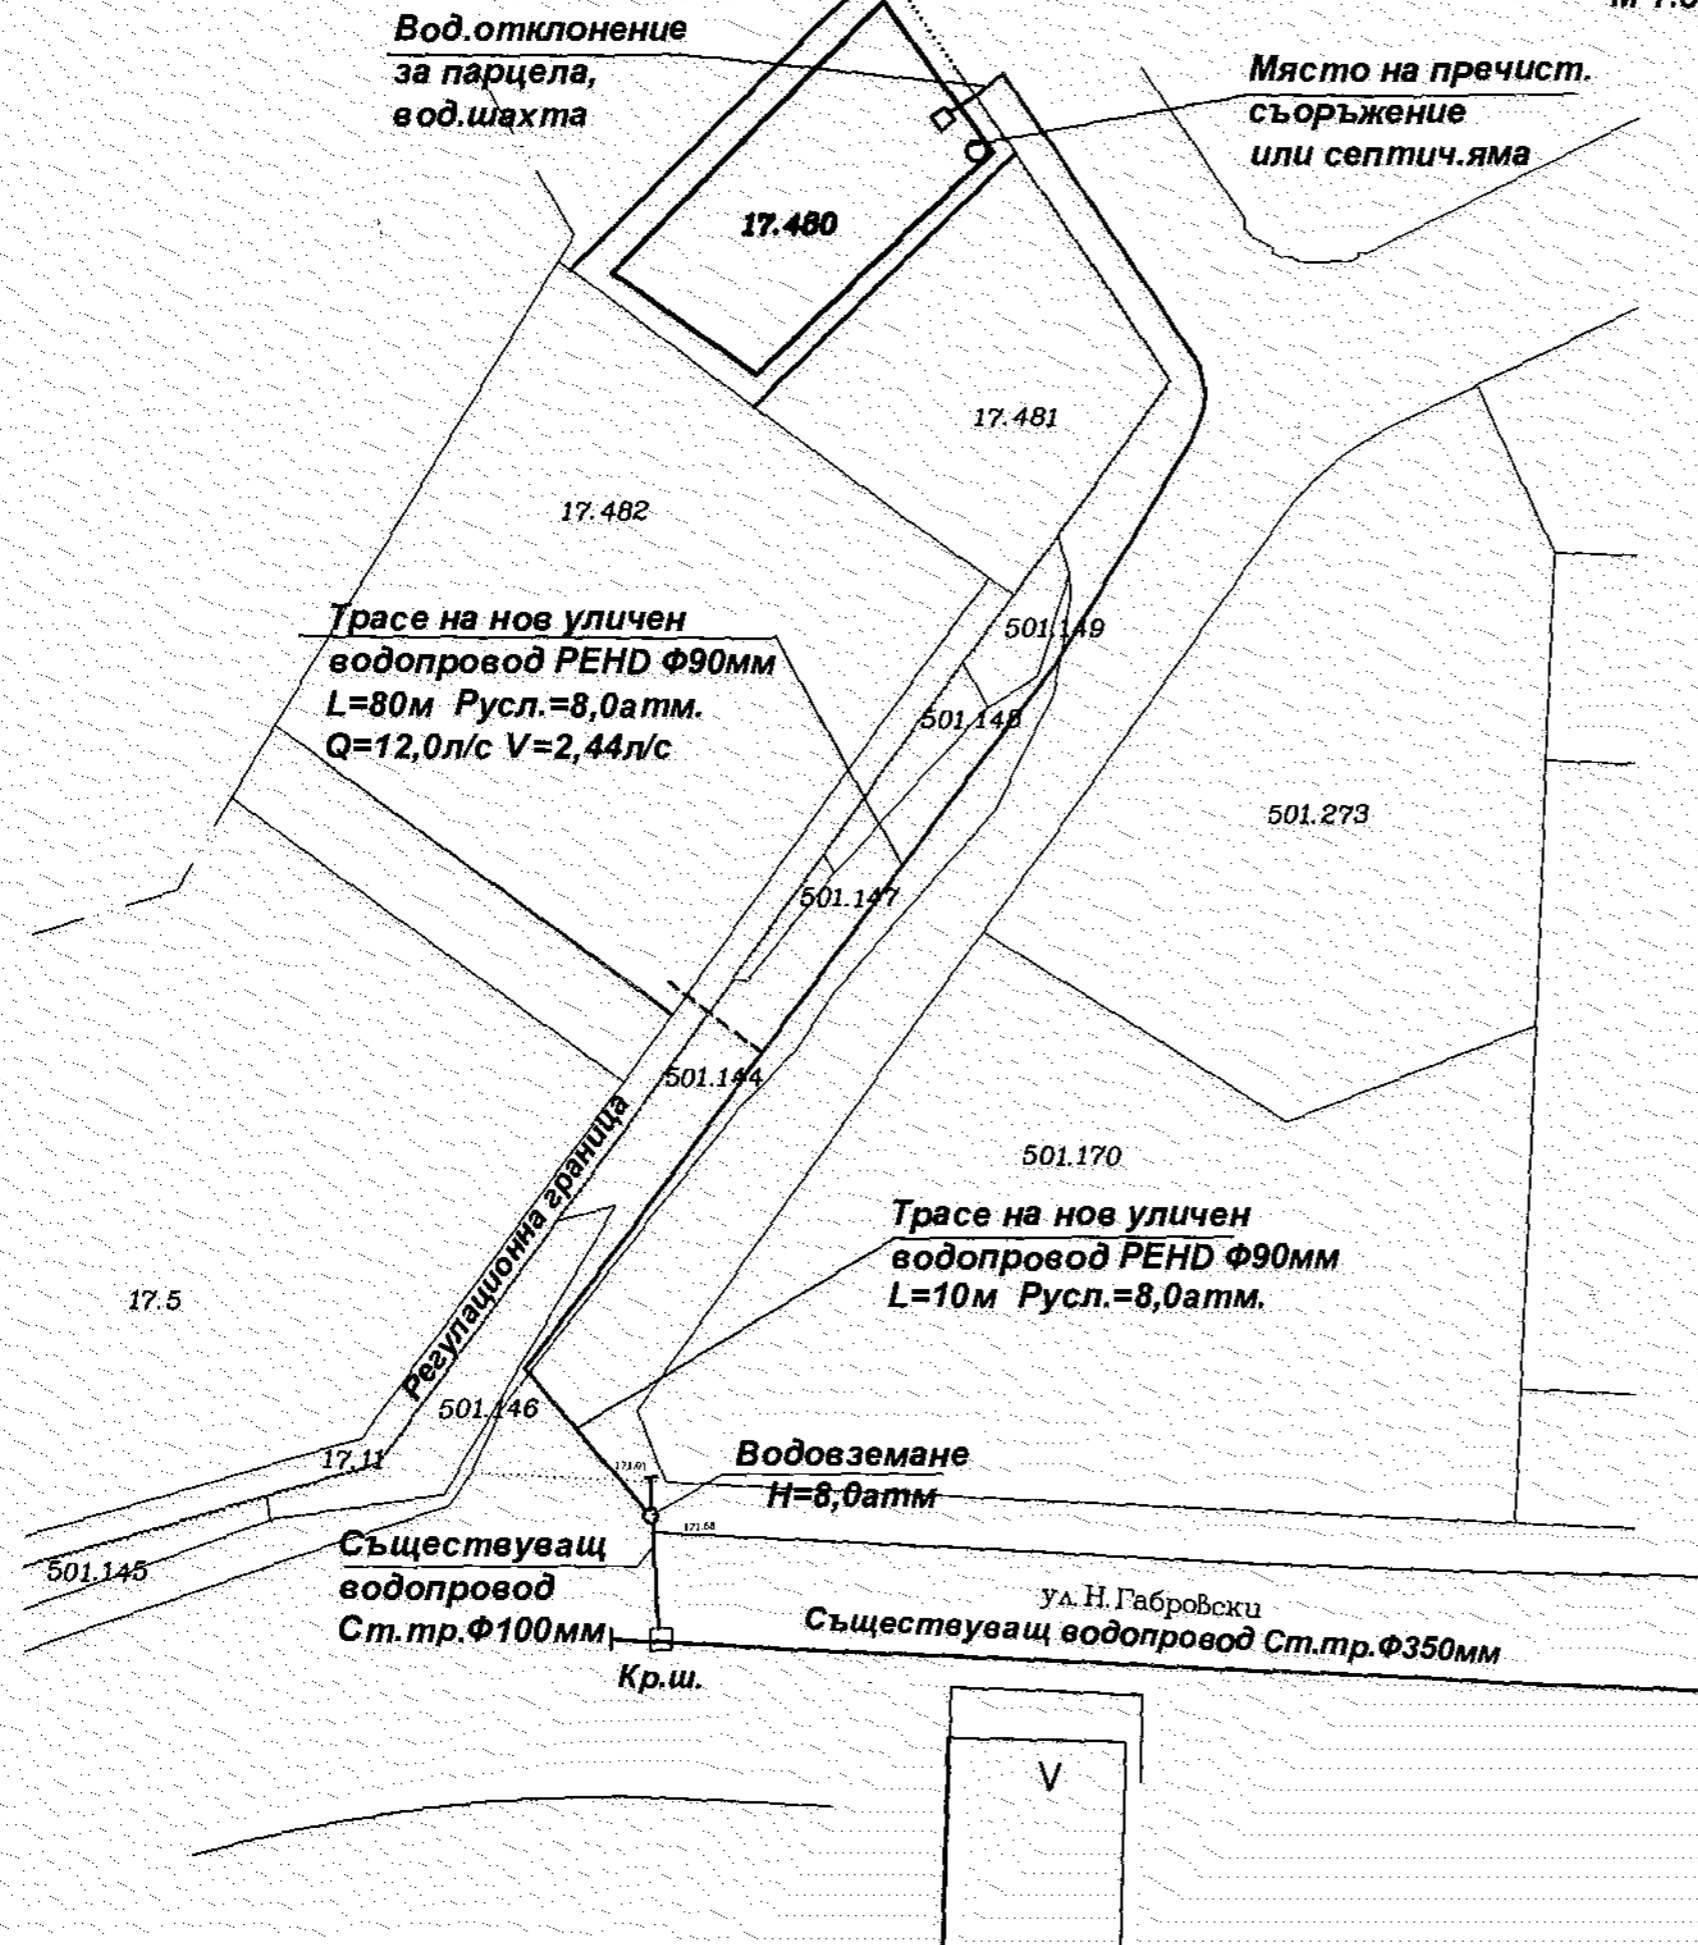 Вод.отклонение
за парцела,
вод.шахта
Място на пречист.
съоръжение
или септич.яма
17.480
17.481
17.482
Трасе на нов уличен
водопровод PEHD Ф90мм
L=80м Русл.=8,0атм.
Q=12,0л/с V=2,44л/с
501.149
501.148
501.273
501.147
501.144
Регулационна граница
501.170
Трасе на нов уличен
водопровод PEHD Ф90мм
L=10м Русл.=8,0атм.
17.5
501.146
17.11
Водовземане
Н=8,0атм
171.68
Съществуващ
водопровод
Ст.тр.Ф100мм
501.145
ул. Н. Габровски
Съществуващ водопровод Ст.тр.Ф350мм
Кр.ш.
V